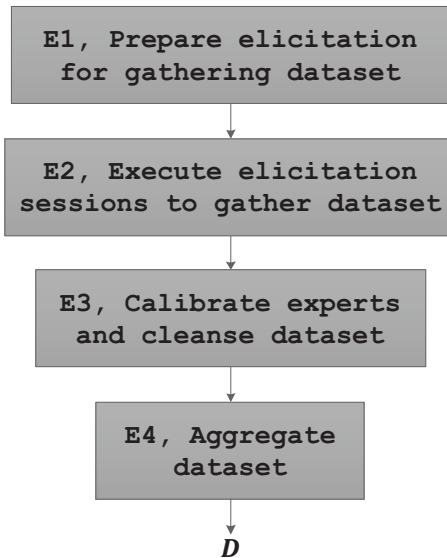 E1, Prepare elicitation
for gathering dataset
E2, Execute elicitation
sessions to gather dataset
E3, Calibrate experts
and cleanse dataset
E4, Aggregate
dataset
D